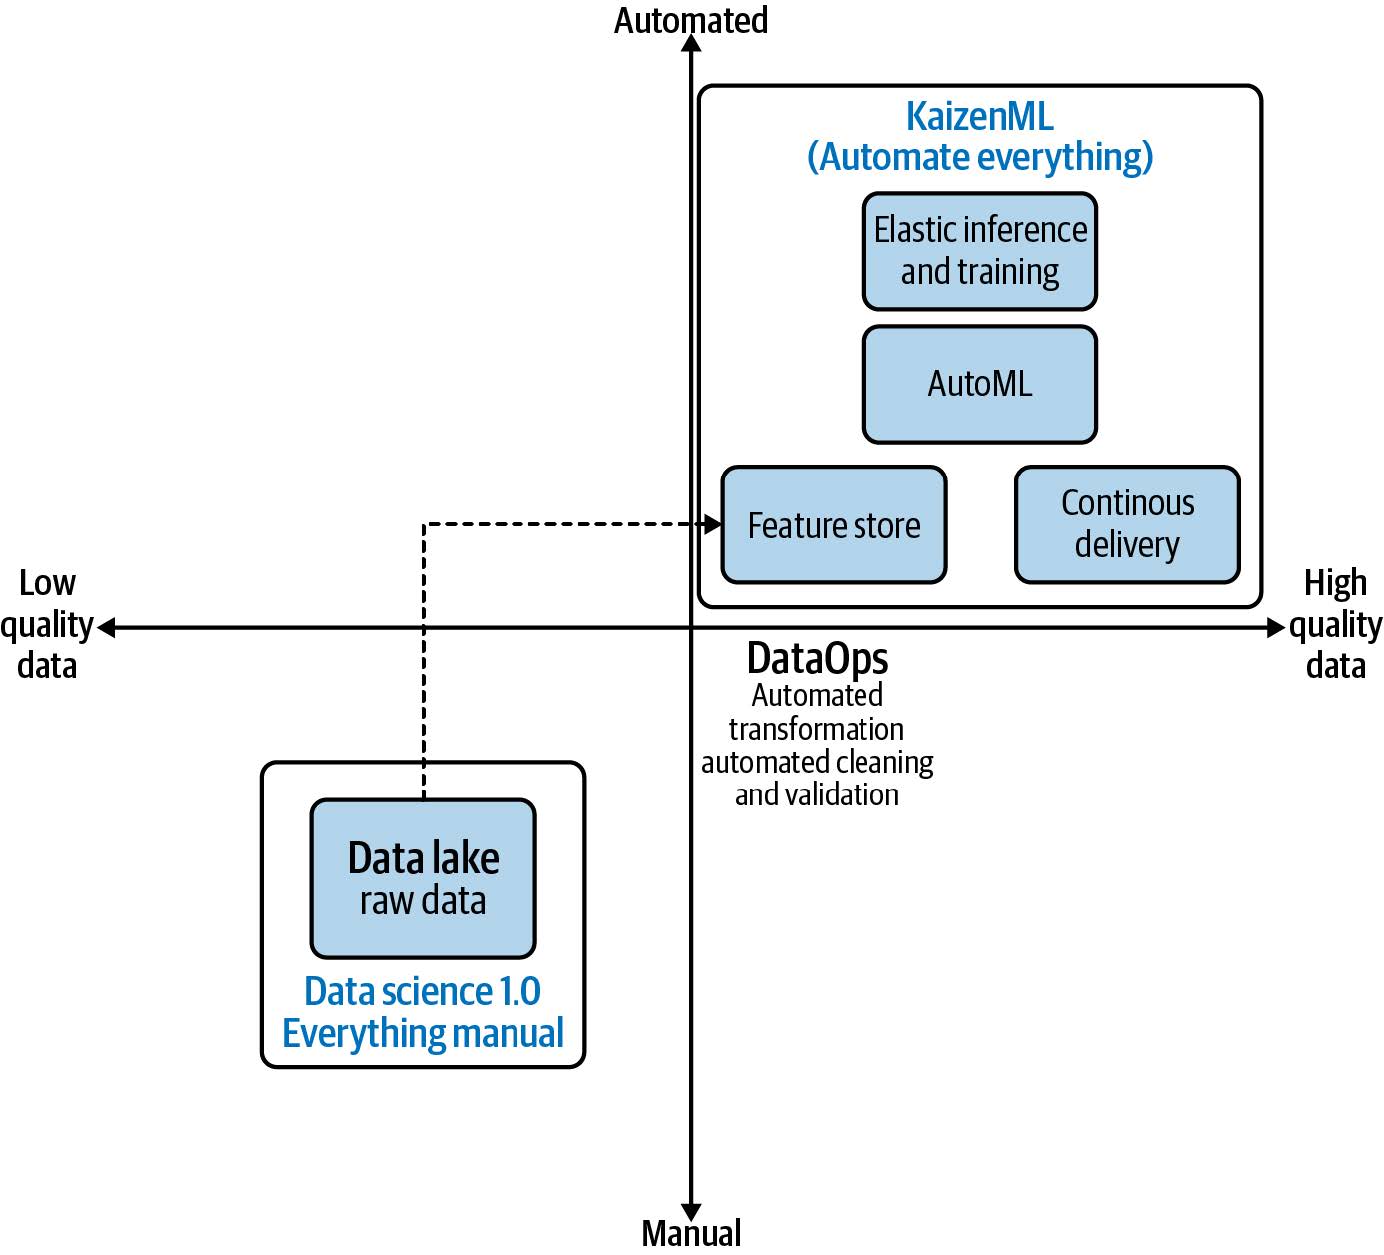 Automated
KaizenML
(Automate everything)
Elastic inference
and training
AutoML
Feature store
Continous
delivery
Low
quality
data
High
quality
data
DataOps
Automated
transformation
automated cleaning
and validation
Data lake
raw data
Data science 1.0
Everything manual
Manual